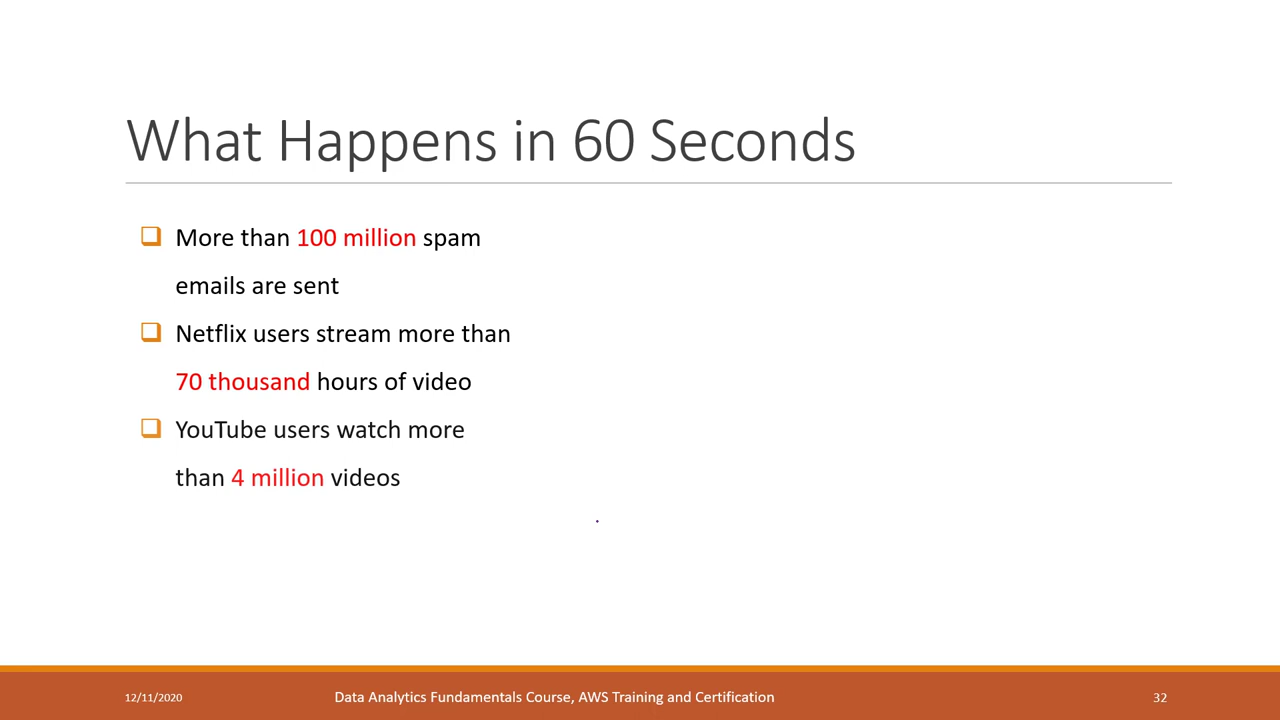 What Happens in 60 Seconds
More than 100 million spam
emails are sent
Netflix users stream more than
70 thousand hours of video
YouTube users watch more
than 4 million videos
12/11/2020
Data Analytics Fundamentals Course, AWS Training and Certification
32